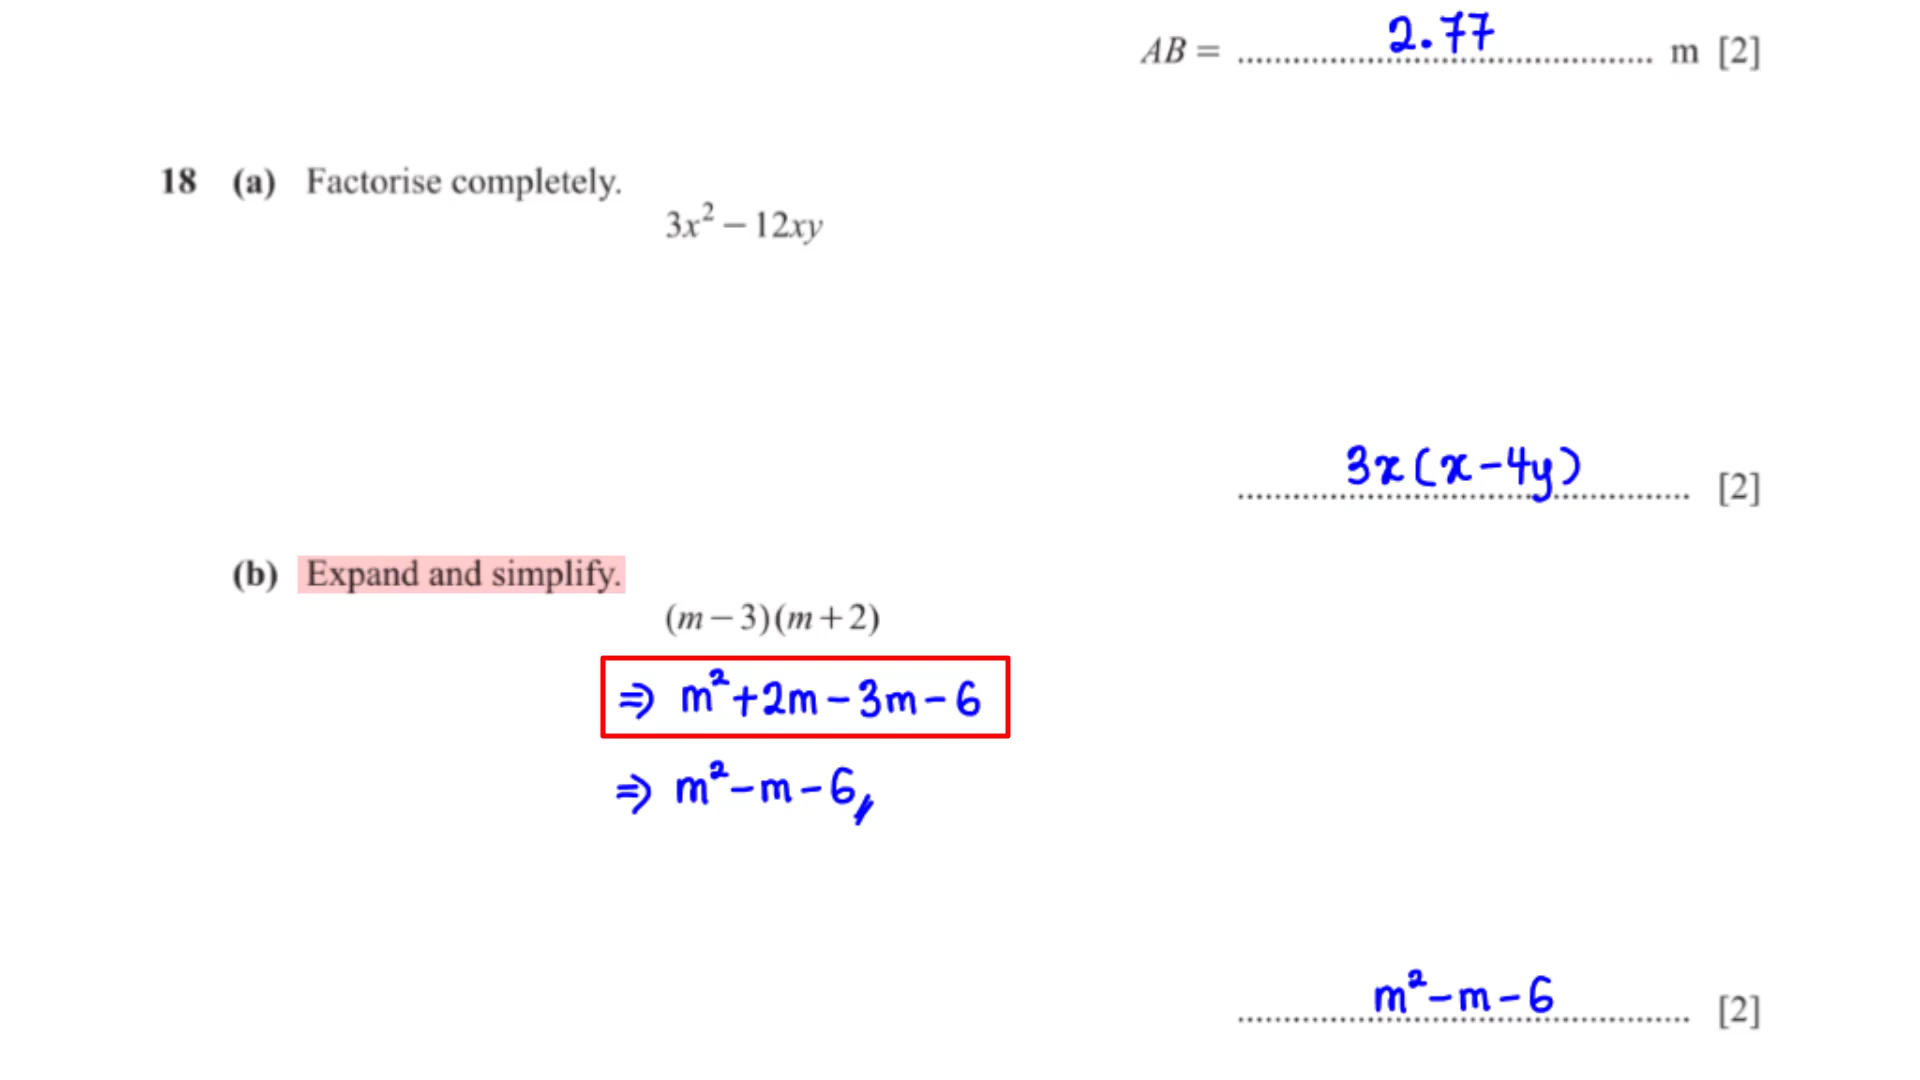 AB = 2.77 m [2]
18 (a) Factorise completely.
3x² − 12xy
3x(x−4y) [2]
(b) Expand and simplify.
(m − 3)(m + 2)
⇒ m² + 2m − 3m − 6
⇒ m² − m − 6,,
m² − m − 6 [2]